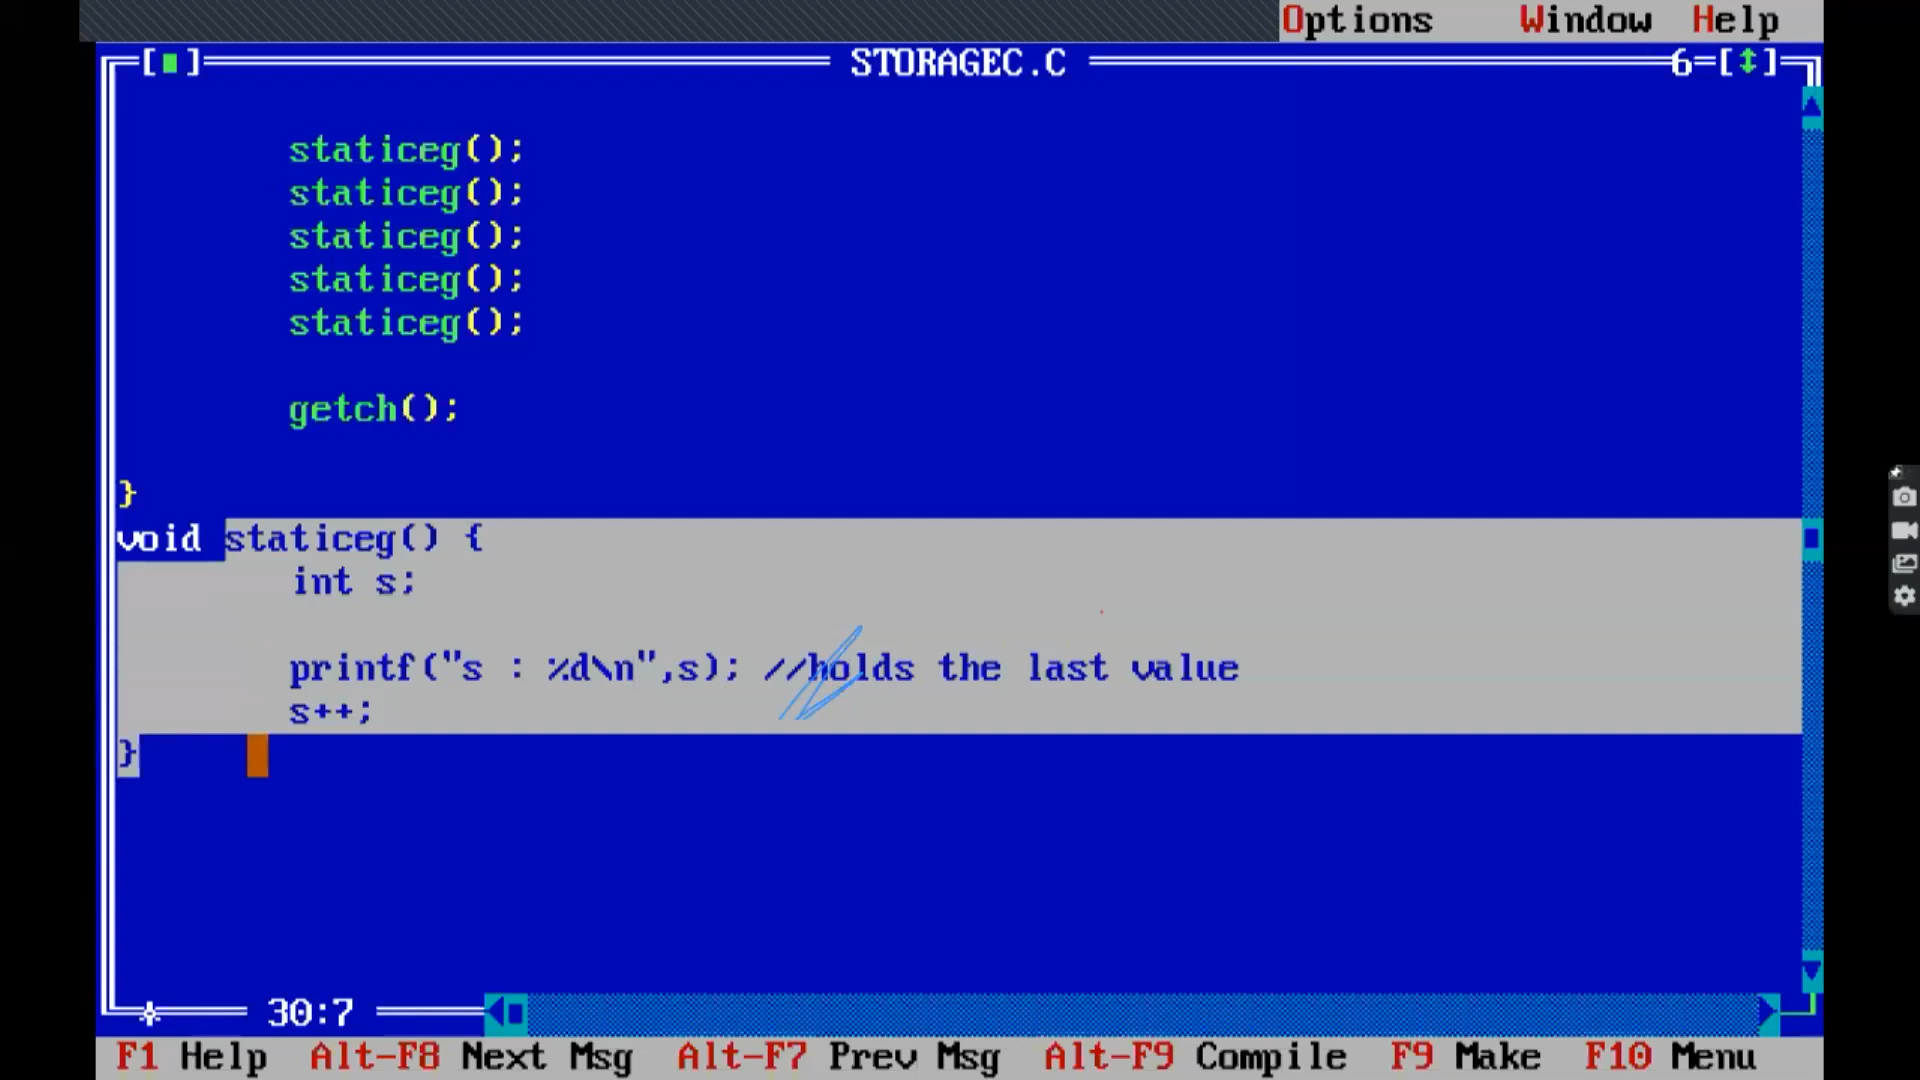 Options Window Help
[■] STORAGEC.C 6=[↕]
staticeg();
staticeg();
staticeg();
staticeg();
staticeg();
getch();
}
void staticeg() {
int s;
printf("s : %d\n",s); //holds the last value
s++;
}
30:7
F1 Help Alt-F8 Next Msg Alt-F7 Prev Msg Alt-F9 Compile F9 Make F10 Menu